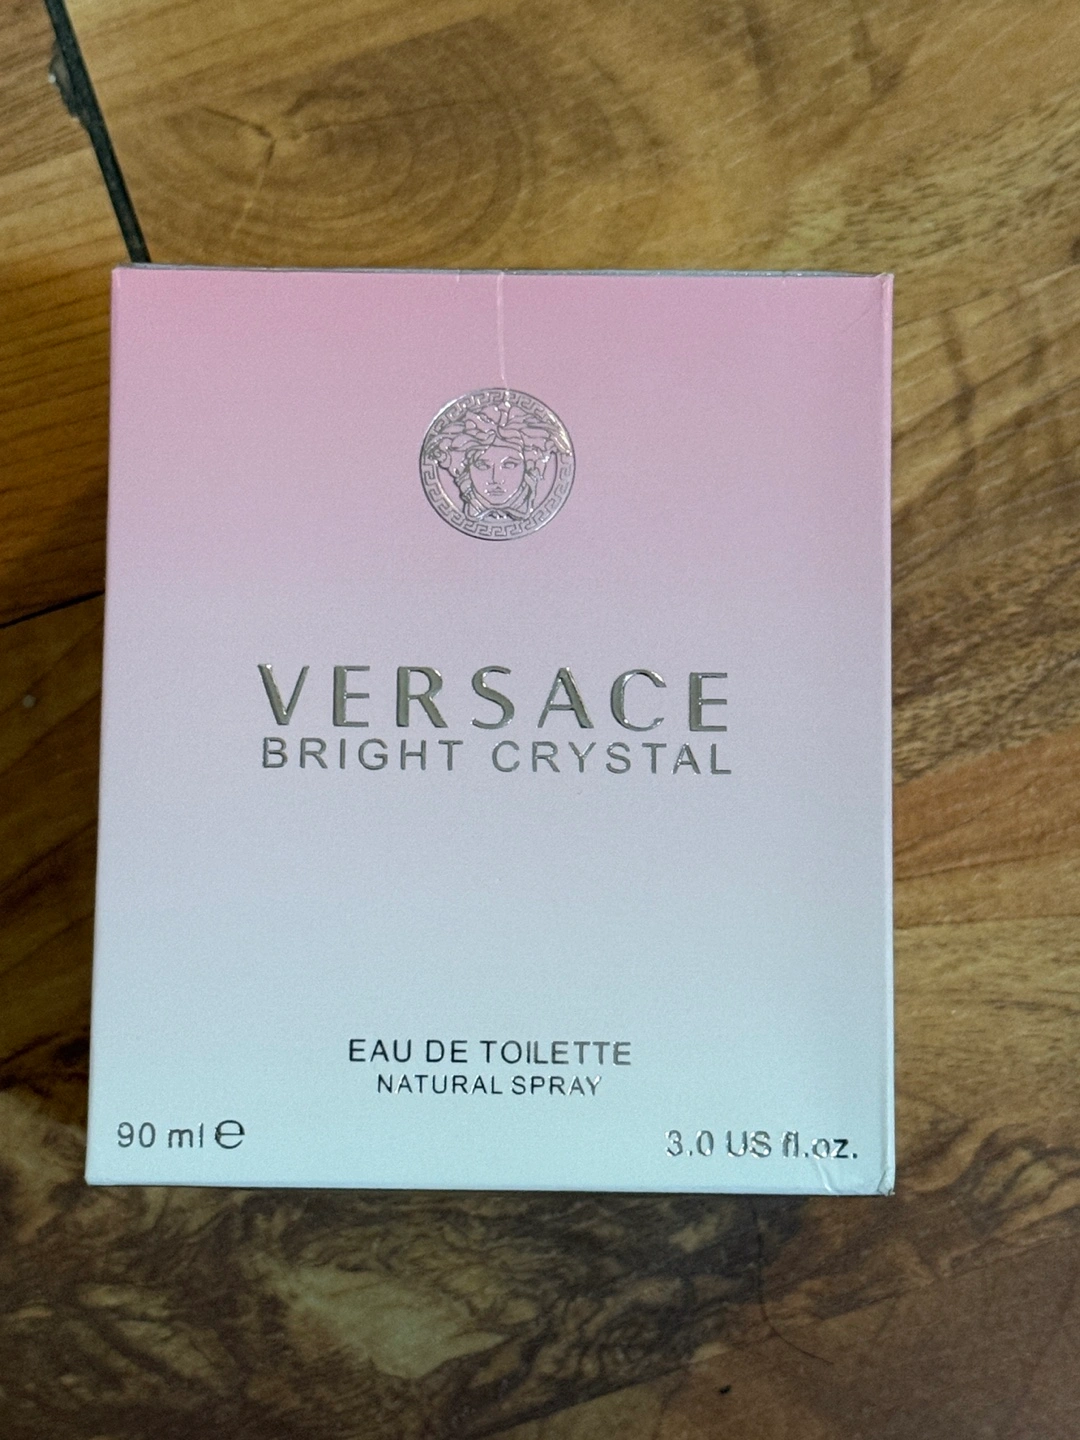 VERSACE
BRIGHT CRYSTAL
EAU DE TOILETTE
NATURAL SPRAY
90 ml ℮
3.0 US fl.oz.